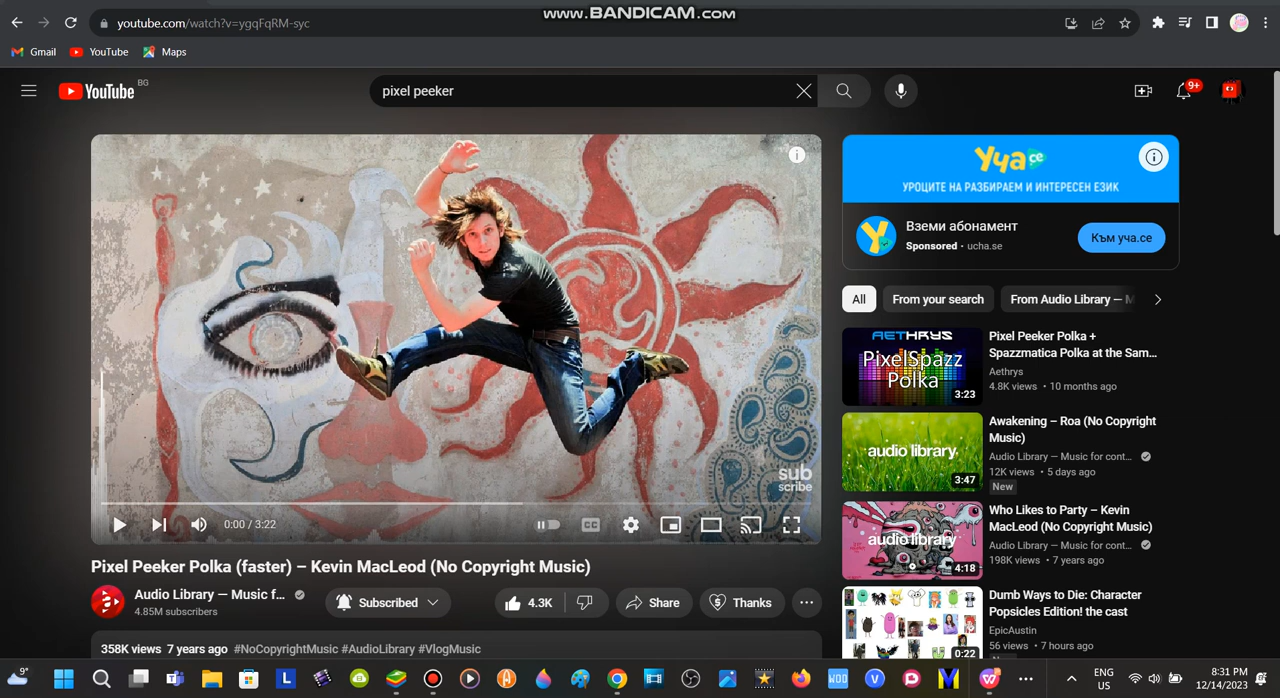 www.BANDICAM.com
youtube.com/watch?v=ygqFqRM-syc
Gmail
YouTube
Maps
YouTube BG
pixel peeker
9+
sub
scribe
0:00 / 3:22
CC
Pixel Peeker Polka (faster) – Kevin MacLeod (No Copyright Music)
Audio Library — Music f...
4.85M subscribers
Subscribed
4.3K
Share
Thanks
358K views 7 years ago #NoCopyrightMusic #AudioLibrary #VlogMusic
Уча се
УРОЦИТЕ НА РАЗБИРАЕМ И ИНТЕРЕСЕН ЕЗИК
Вземи абонамент
Sponsored · ucha.se
Към уча.се
All
From your search
From Audio Library — M
AETHRYS
PixelSpazz
Polka
3:23
Pixel Peeker Polka +
Spazzmatica Polka at the Sam...
Aethrys
4.8K views • 10 months ago
audio library
3:47
Awakening – Roa (No Copyright
Music)
Audio Library — Music for cont...
12K views • 5 days ago
New
audio library
4:18
Who Likes to Party – Kevin
MacLeod (No Copyright Music)
Audio Library — Music for cont...
198K views • 7 years ago
0:22
Dumb Ways to Die: Character
Popsicles Edition! the cast
EpicAustin
56 views • 7 hours ago
9°
L
WOD
V
ENG
CC
8:31 PM
12/14/2023